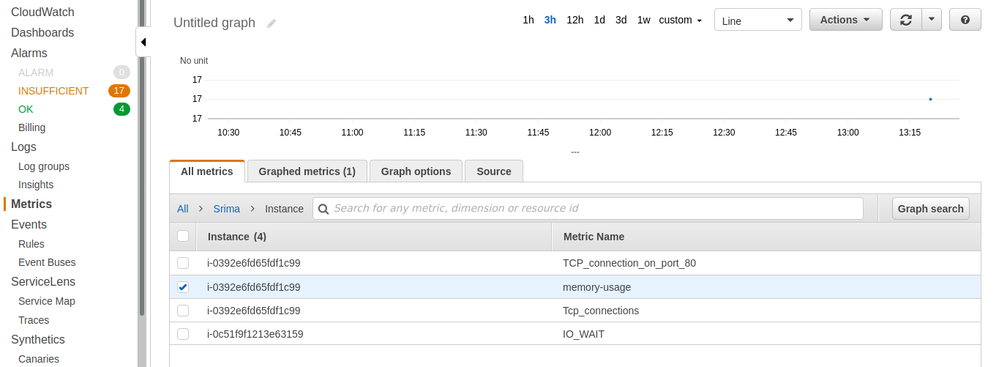 CloudWatch
Dashboards
Alarms
ALARM 0
INSUFFICIENT 17
OK 4
Billing
Logs
Log groups
Insights
Metrics
Events
Rules
Event Buses
ServiceLens
Service Map
Traces
Synthetics
Canaries
Untitled graph
1h 3h 12h 1d 3d 1w custom Line Actions
No unit
17
17
17
10:30 10:45 11:00 11:15 11:30 11:45 12:00 12:15 12:30 12:45 13:00 13:15
All metrics Graphed metrics (1) Graph options Source
All Srima Instance Search for any metric, dimension or resource id Graph search
Instance (4) Metric Name
i-0392e6fd65fdf1c99 TCP_connection_on_port_80
i-0392e6fd65fdf1c99 memory-usage
i-0392e6fd65fdf1c99 Tcp_connections
i-0c51f9f1213e63159 IO_WAIT